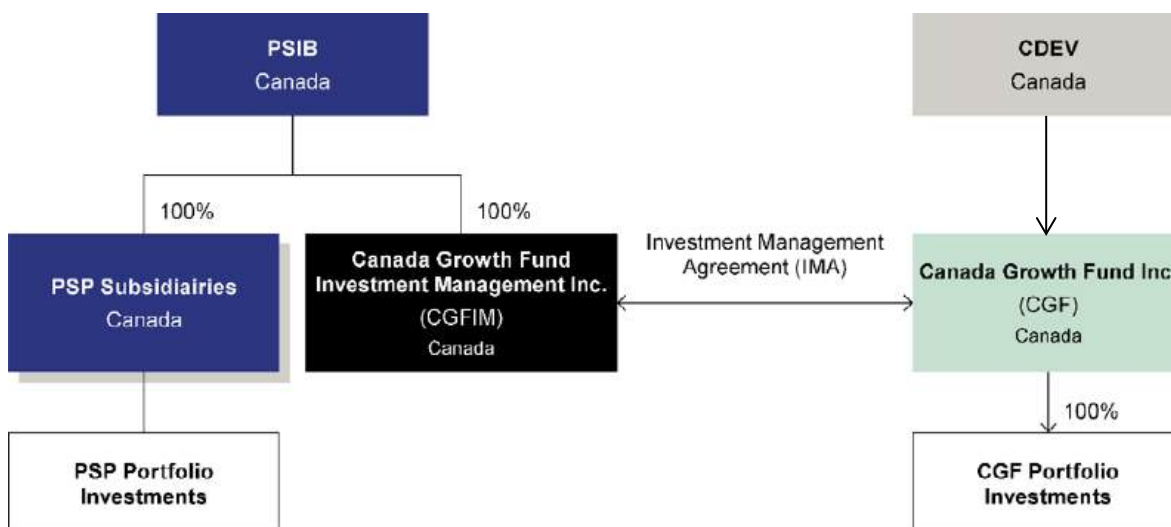 PSIB
Canada
CDEV
Canada
100%
100%
PSP Subsidiairies
Canada
Canada Growth Fund
Investment Management Inc.
(CGFIM)
Canada
Investment Management
Agreement (IMA)
Canada Growth Fund Inc
(CGF)
Canada
100%
PSP Portfolio
Investments
CGF Portfolio
Investments